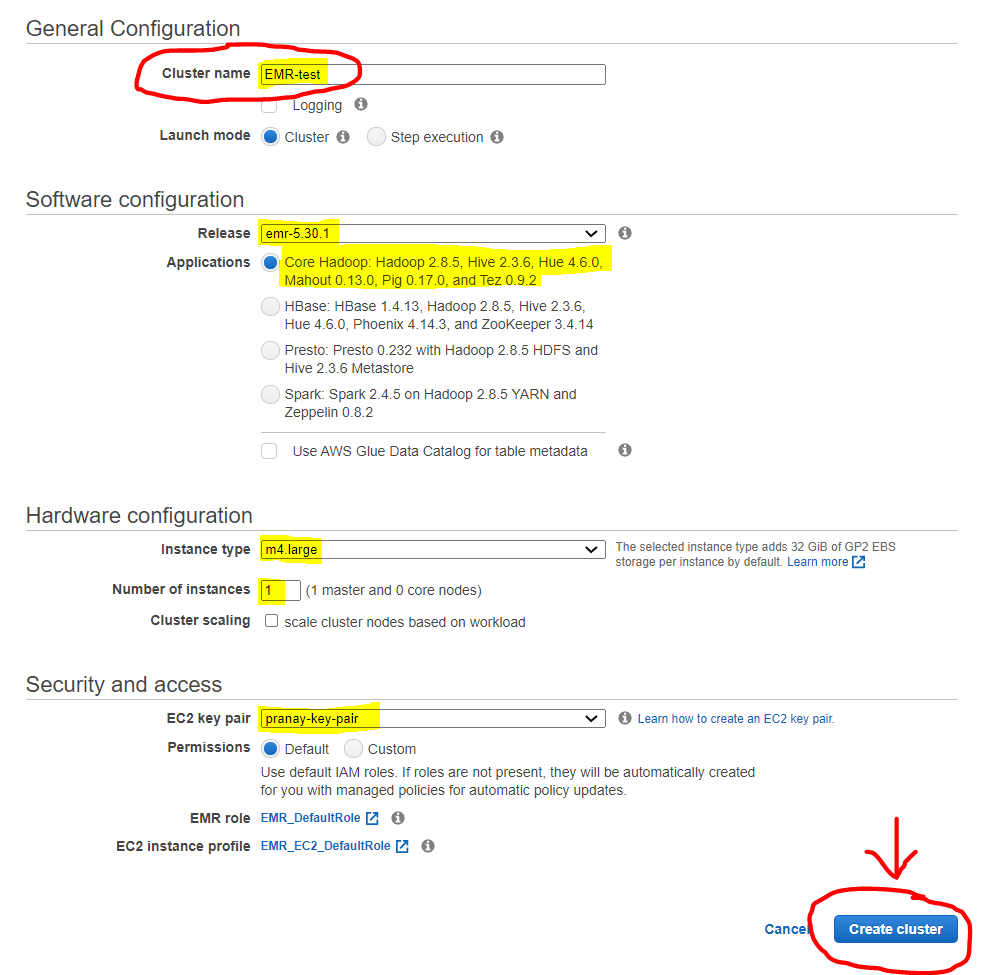 General Configuration
Cluster name EMR-test
Logging
Launch mode Cluster Step execution
Software configuration
Release emr-5.30.1
Applications Core Hadoop: Hadoop 2.8.5, Hive 2.3.6, Hue 4.6.0,
Mahout 0.13.0, Pig 0.17.0, and Tez 0.9.2
HBase: HBase 1.4.13, Hadoop 2.8.5, Hive 2.3.6,
Hue 4.6.0, Phoenix 4.14.3, and ZooKeeper 3.4.14
Presto: Presto 0.232 with Hadoop 2.8.5 HDFS and
Hive 2.3.6 Metastore
Spark: Spark 2.4.5 on Hadoop 2.8.5 YARN and
Zeppelin 0.8.2
Use AWS Glue Data Catalog for table metadata
Hardware configuration
Instance type m4.large
The selected instance type adds 32 GiB of GP2 EBS
storage per instance by default. Learn more
Number of instances 1 (1 master and 0 core nodes)
Cluster scaling scale cluster nodes based on workload
Security and access
EC2 key pair pranay-key-pair Learn how to create an EC2 key pair.
Permissions Default Custom
Use default IAM roles. If roles are not present, they will be automatically created
for you with managed policies for automatic policy updates.
EMR role EMR_DefaultRole
EC2 instance profile EMR_EC2_DefaultRole
Cancel Create cluster